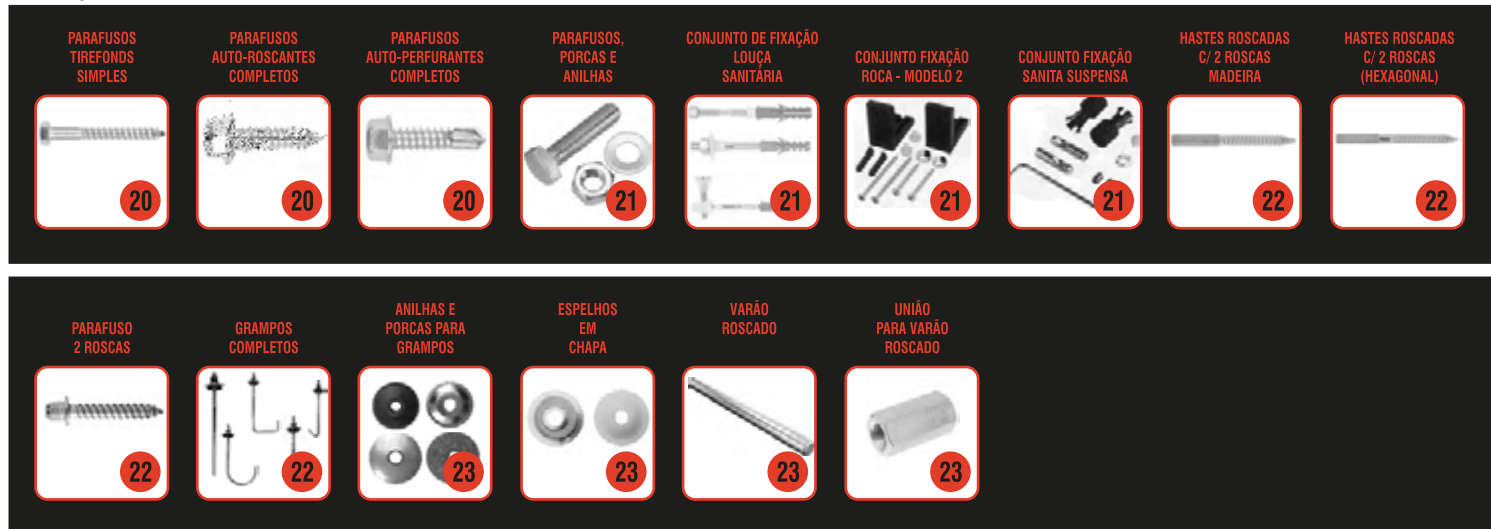 PARAFUSOS
TIREFONDS
SIMPLES
20
PARAFUSOS
AUTO-ROSCANTES
COMPLETOS
20
PARAFUSOS
AUTO-PERFURANTES
COMPLETOS
20
PARAFUSOS,
PORCAS E
ANILHAS
21
CONJUNTO DE FIXAÇÃO
LOUÇA
SANITÁRIA
21
CONJUNTO FIXAÇÃO
ROCA - MODELO 2
21
CONJUNTO FIXAÇÃO
SANITA SUSPENSA
21
HASTES ROSCADAS
C/ 2 ROSCAS
MADEIRA
22
HASTES ROSCADAS
C/ 2 ROSCAS
(HEXAGONAL)
22
PARAFUSO
2 ROSCAS
22
GRAMPOS
COMPLETOS
22
ANILHAS E
PORCAS PARA
GRAMPOS
23
ESPELHOS
EM
CHAPA
23
VARÃO
ROSCADO
23
UNIÃO
PARA VARÃO
ROSCADO
23